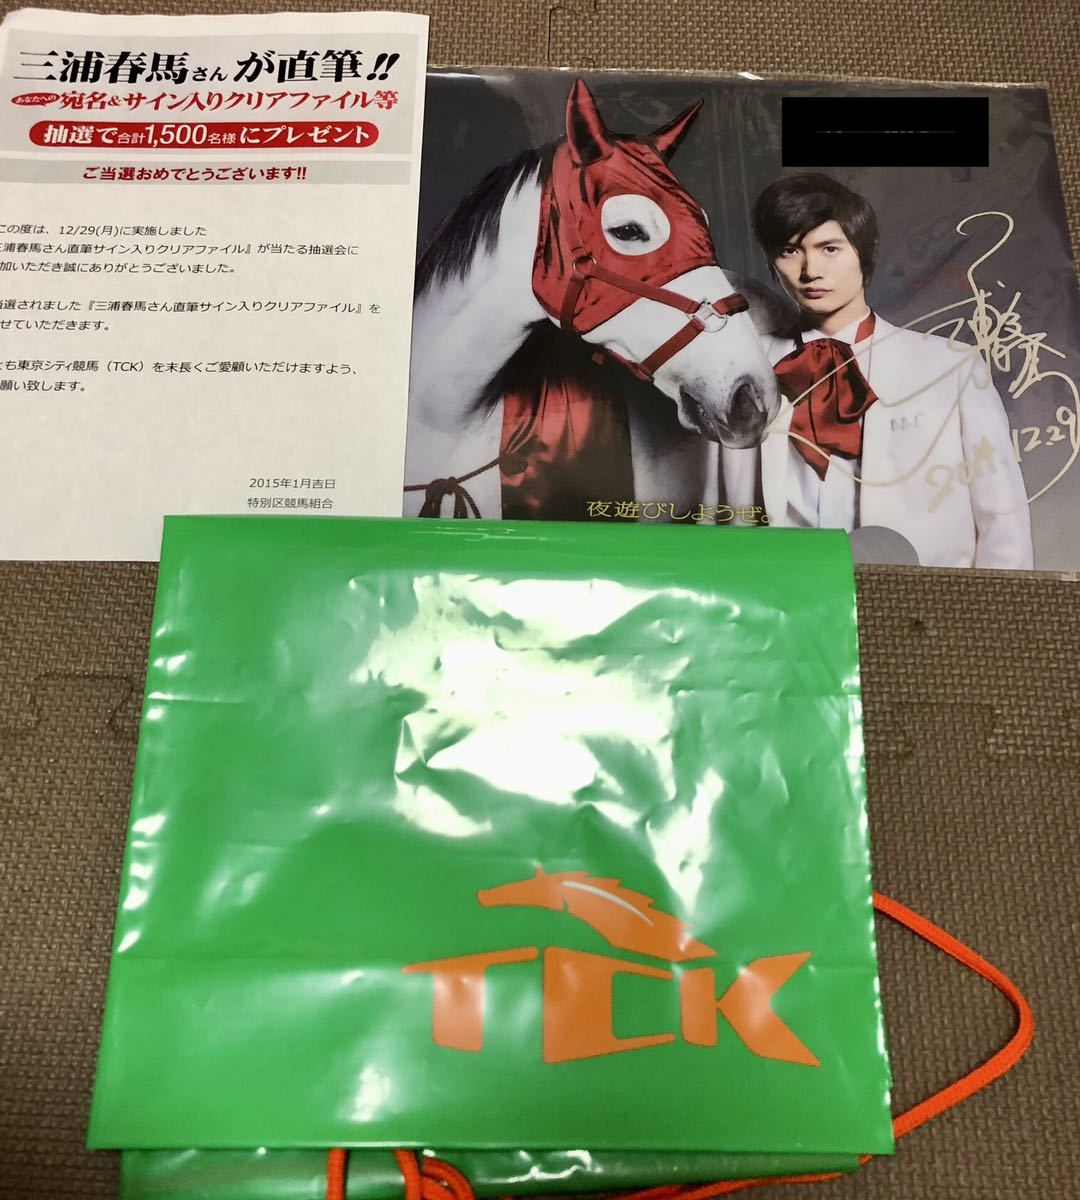 三浦春馬さんが直筆!!
あなたへの宛名&サイン入りクリアファイル等
抽選で合計1,500名様にプレゼント
ご当選おめでとうございます!!
この度は、12/29(月)に実施しました
三浦春馬さん直筆サイン入りクリアファイル』が当たる抽選会に
加いただき誠にありがとうございました。
当選されました『三浦春馬さん直筆サイン入りクリアファイル』を
せていただきます。
も東京シティ競馬（TCK）を末長くご愛顧いただけますよう、
願い致します。
2015年1月吉日
特別区競馬組合
2014.12.29
夜遊びしようぜ。
TCK